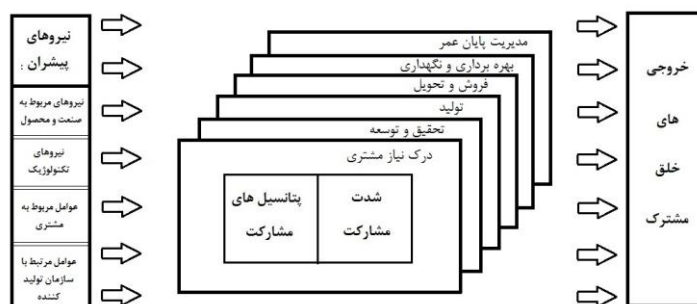 نیروهای
پیشران :
نیروهای مربوط به
صنعت و محصول
نیروهای
تکنولوژیک
عوامل مربوط به
مشتری
عوامل مرتبط با
سازمان تولید
کننده
مدیریت پایان عمر
بهره برداری و نگهداری
فروش و تحویل
تولید
تحقیق و توسعه
درک نیاز مشتری
شدت
مشارکت
پتانسیل های
مشارکت
خروجی
های
خلق
مشترک